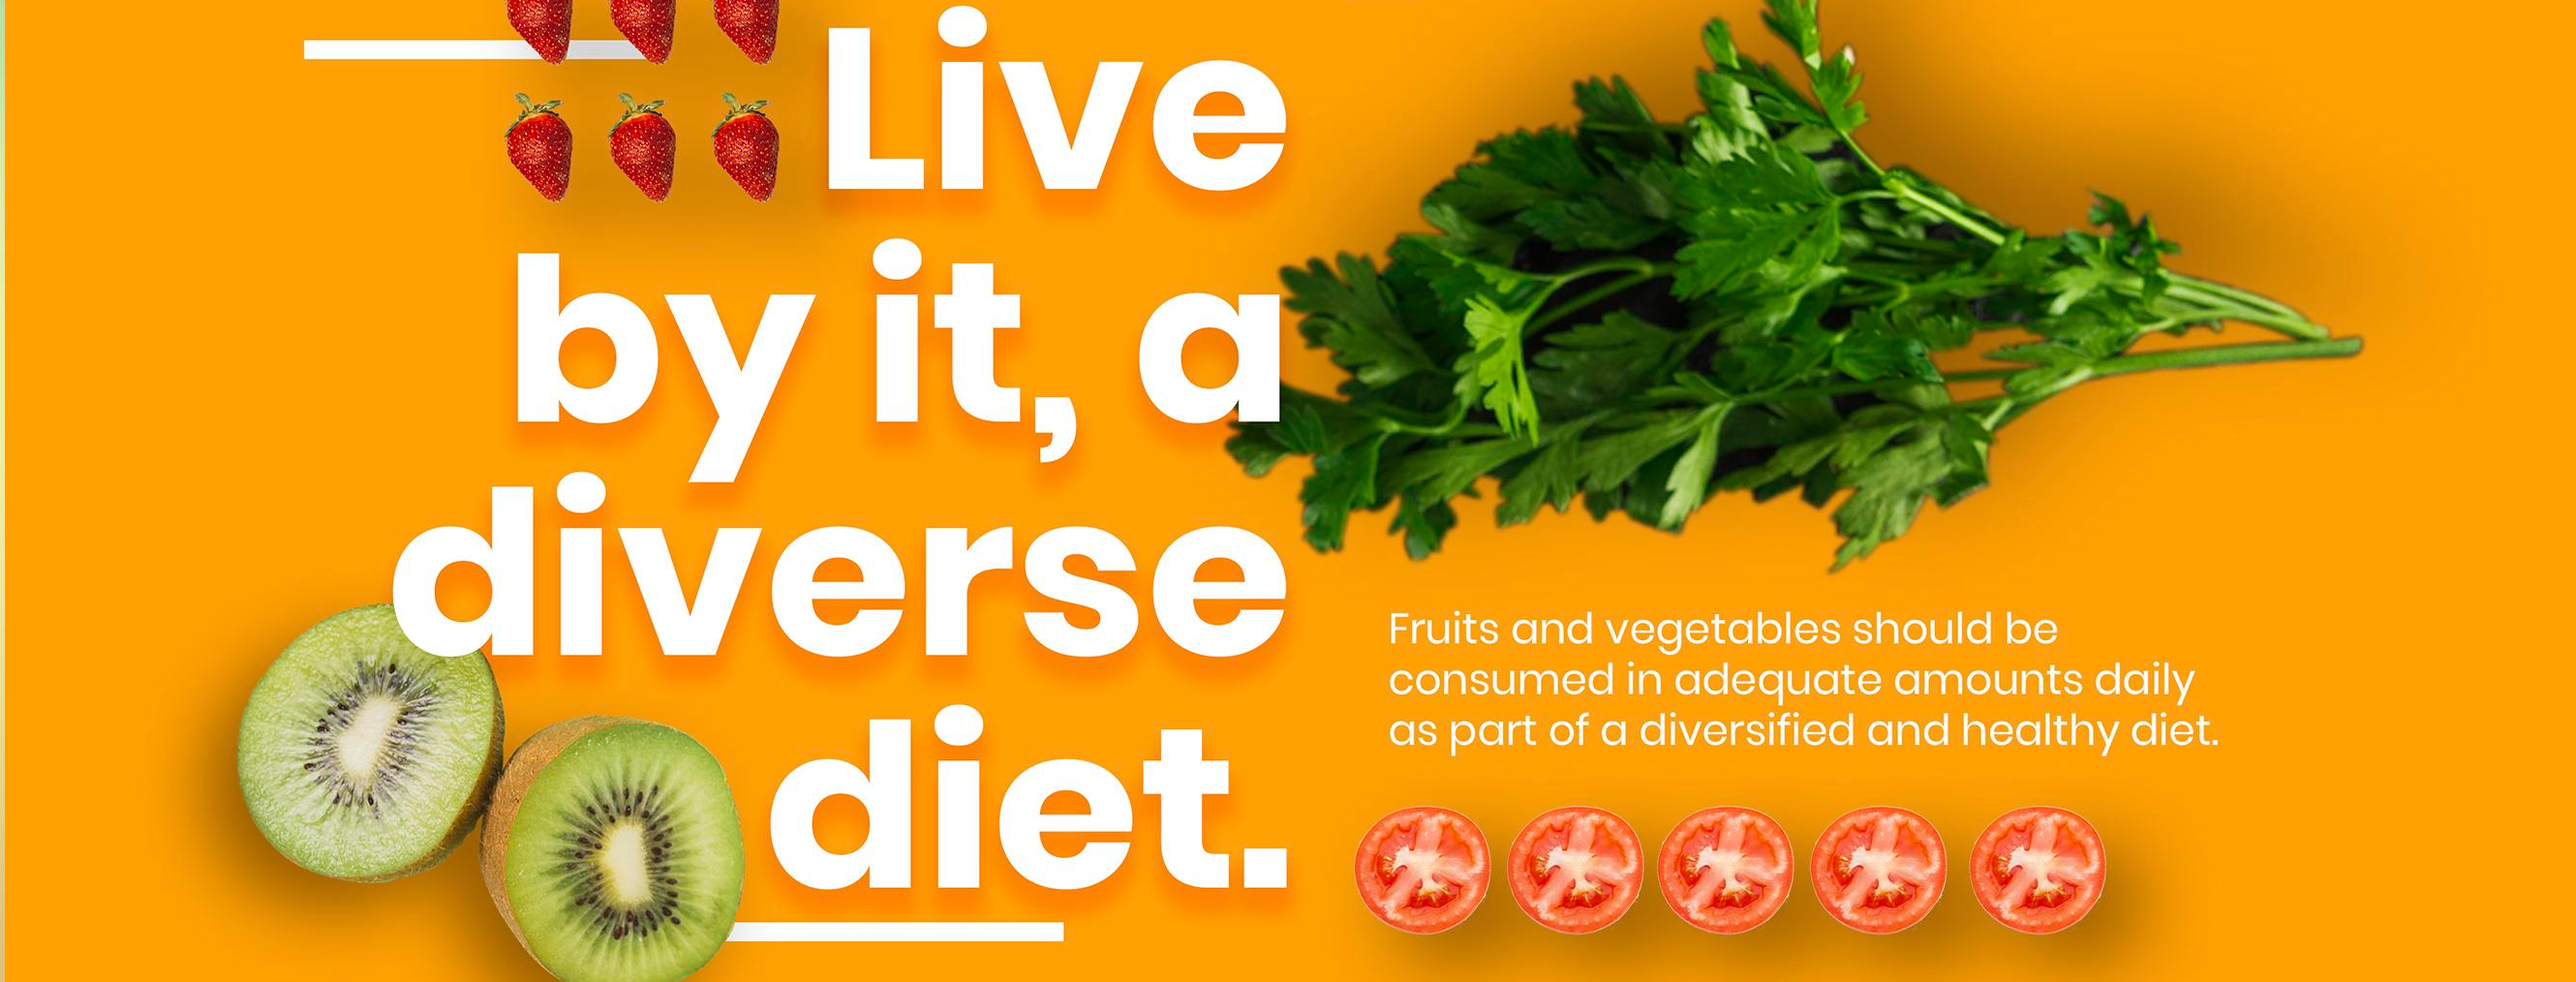 Live
by it, a
diverse
diet.
Fruits and vegetables should be
consumed in adequate amounts daily
as part of a diversified and healthy diet.